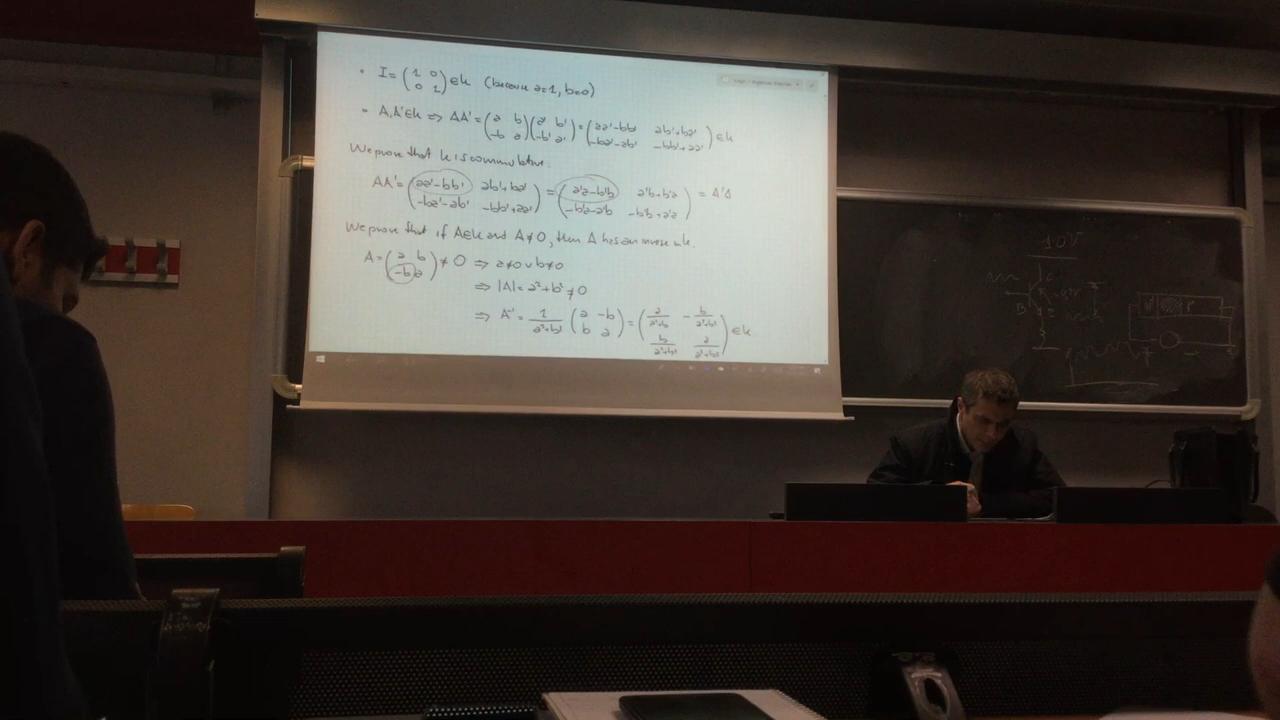 • I = (1 0 / 0 1) ∈ k (because a=1, b=0)
• A, A' ∈ k ⇒ AA' = (a b / -b a)(a' b' / -b' a') = (aa'-bb' ab'+ba' / -ba'-ab' -bb'+aa') ∈ k
We prove that k is commutative:
AA' = (aa'-bb' ab'+ba' / -ba'-ab' -bb'+aa') = (a'a-b'b a'b+b'a / -b'a-a'b -b'b+a'a) = A'A
We prove that if A∈k and A≠0, then A has an inverse in k.
A = (a b / -b a) ≠ 0 ⇒ a≠0 ∨ b≠0
⇒ |A| = a²+b² ≠ 0
⇒ A⁻¹ = 1/(a²+b²) (a -b / b a) = (a/(a²+b²) -b/(a²+b²) / b/(a²+b²) a/(a²+b²)) ∈ k
10V
B